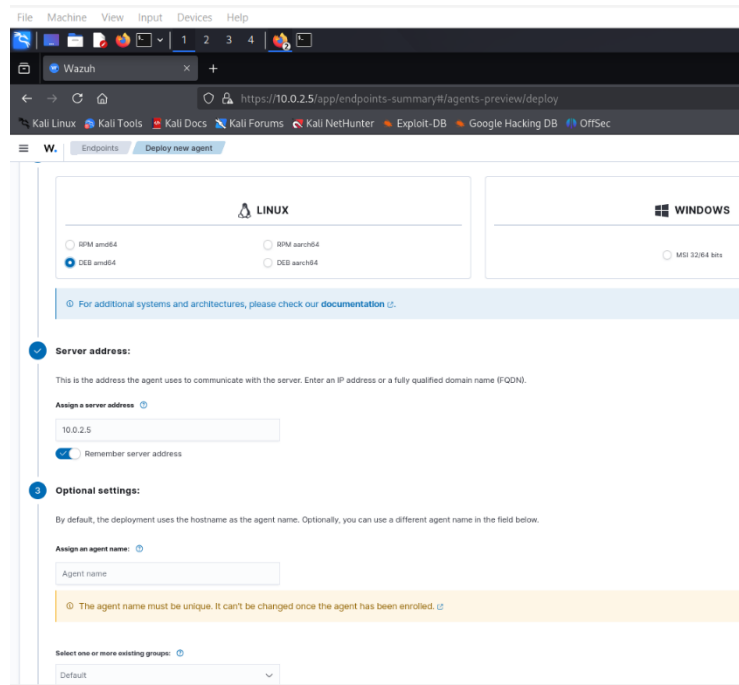 File Machine View Input Devices Help
1 2 3 4
Wazuh
https://10.0.2.5/app/endpoints-summary#/agents-preview/deploy
Kali Linux Kali Tools Kali Docs Kali Forums Kali NetHunter Exploit-DB Google Hacking DB OffSec
W. Endpoints Deploy new agent
LINUX
WINDOWS
RPM amd64 RPM aarch64
DEB amd64 DEB aarch64
MSI 32/64 bits
For additional systems and architectures, please check our documentation.
Server address:
This is the address the agent uses to communicate with the server. Enter an IP address or a fully qualified domain name (FQDN).
Assign a server address
10.0.2.5
Remember server address
3 Optional settings:
By default, the deployment uses the hostname as the agent name. Optionally, you can use a different agent name in the field below.
Assign an agent name:
Agent name
The agent name must be unique. It can't be changed once the agent has been enrolled.
Select one or more existing groups:
Default